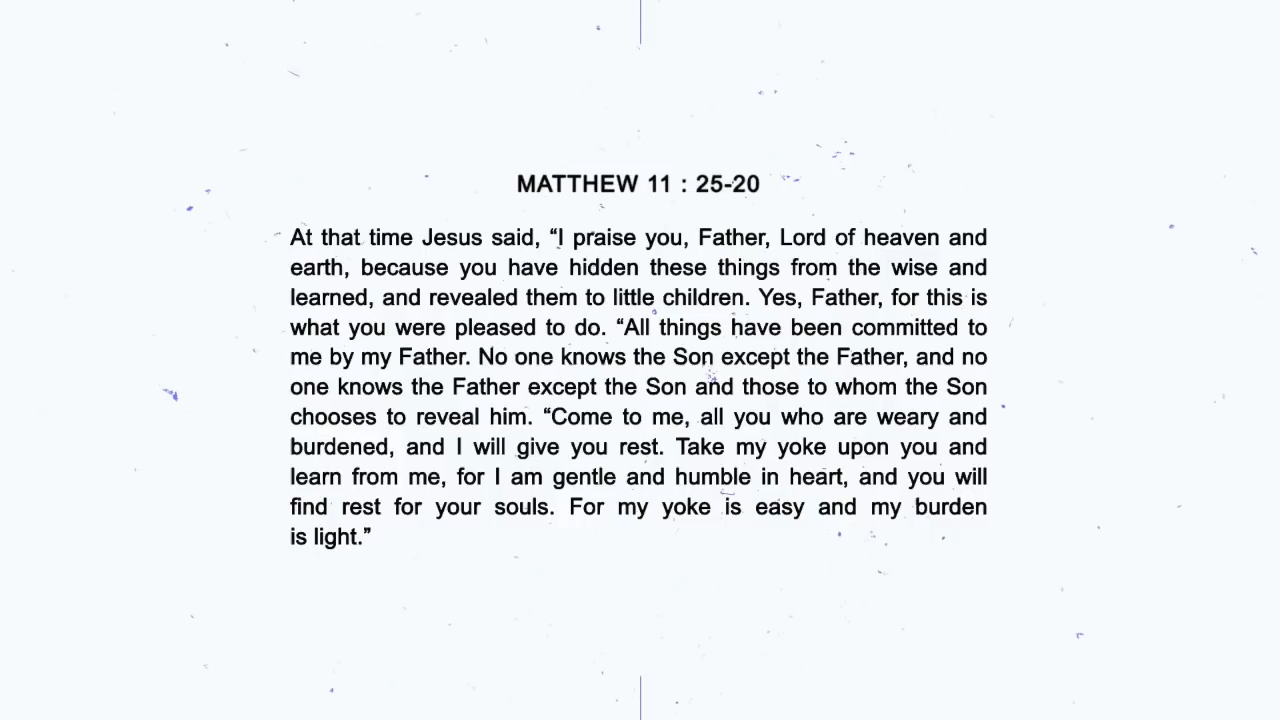 MATTHEW 11 : 25-20
At that time Jesus said, “I praise you, Father, Lord of heaven and
earth, because you have hidden these things from the wise and
learned, and revealed them to little children. Yes, Father, for this is
what you were pleased to do. “All things have been committed to
me by my Father. No one knows the Son except the Father, and no
one knows the Father except the Son and those to whom the Son
chooses to reveal him. “Come to me, all you who are weary and
burdened, and I will give you rest. Take my yoke upon you and
learn from me, for I am gentle and humble in heart, and you will
find rest for your souls. For my yoke is easy and my burden
is light.”